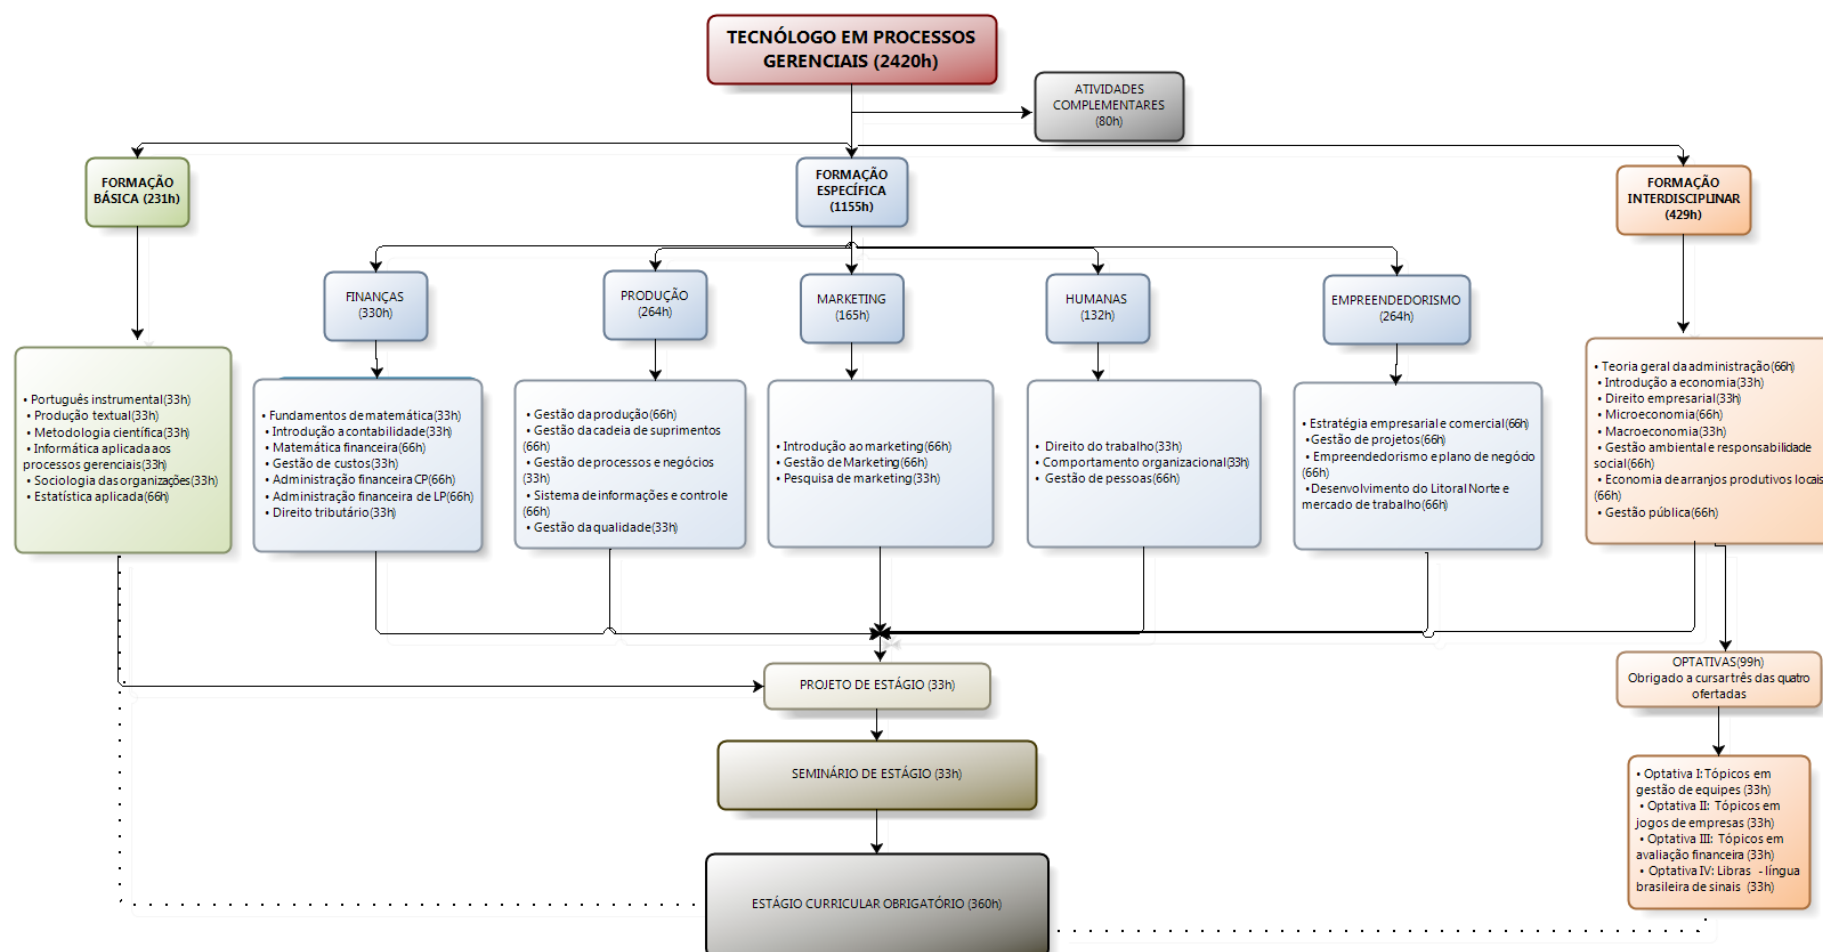 TECNÓLOGO EM PROCESSOS
GERENCIAIS (2420h)
ATIVIDADES
COMPLEMENTARES
(80h)
FORMAÇÃO
BÁSICA (231h)
FORMAÇÃO
ESPECÍFICA
(1155h)
FORMAÇÃO
INTERDISCIPLINAR
(429h)
FINANÇAS
(330h)
PRODUÇÃO
(264h)
MARKETING
(165h)
HUMANAS
(132h)
EMPREENDEDORISMO
(264h)
• Português instrumental(33h)
• Produção textual(33h)
• Metodologia científica(33h)
• Informática aplicada aos
processos gerenciais(33h)
• Sociologia das organizações(33h)
• Estatística aplicada(66h)
• Fundamentos de matemática(33h)
• Introdução a contabilidade(33h)
• Matemática financeira(66h)
• Gestão de custos(33h)
• Administração financeira CP(66h)
• Administração financeira de LP(66h)
• Direito tributário(33h)
• Gestão da produção(66h)
• Gestão da cadeia de suprimentos
(66h)
• Gestão de processos e negócios
(33h)
• Sistema de informações e controle
(66h)
• Gestão da qualidade(33h)
• Introdução ao marketing(66h)
• Gestão de Marketing(66h)
• Pesquisa de marketing(33h)
• Direito do trabalho(33h)
• Comportamento organizacional(33h)
• Gestão de pessoas(66h)
• Estratégia empresarial e comercial(66h)
• Gestão de projetos(66h)
• Empreendedorismo e plano de negócio
(66h)
• Desenvolvimento do Litoral Norte e
mercado de trabalho(66h)
• Teoria geral da administração(66h)
• Introdução a economia(33h)
• Direito empresarial(33h)
• Microeconomia(66h)
• Macroeconomia(33h)
• Gestão ambiental e responsabilidade
social(66h)
• Economia de arranjos produtivos locais
(66h)
• Gestão pública(66h)
PROJETO DE ESTÁGIO (33h)
OPTATIVAS(99h)
Obrigado a cursar três das quatro
ofertadas
SEMINÁRIO DE ESTÁGIO (33h)
• Optativa I: Tópicos em
gestão de equipes (33h)
• Optativa II: Tópicos em
jogos de empresas (33h)
• Optativa III: Tópicos em
avaliação financeira (33h)
• Optativa IV: Libras - língua
brasileira de sinais (33h)
ESTÁGIO CURRICULAR OBRIGATÓRIO (360h)